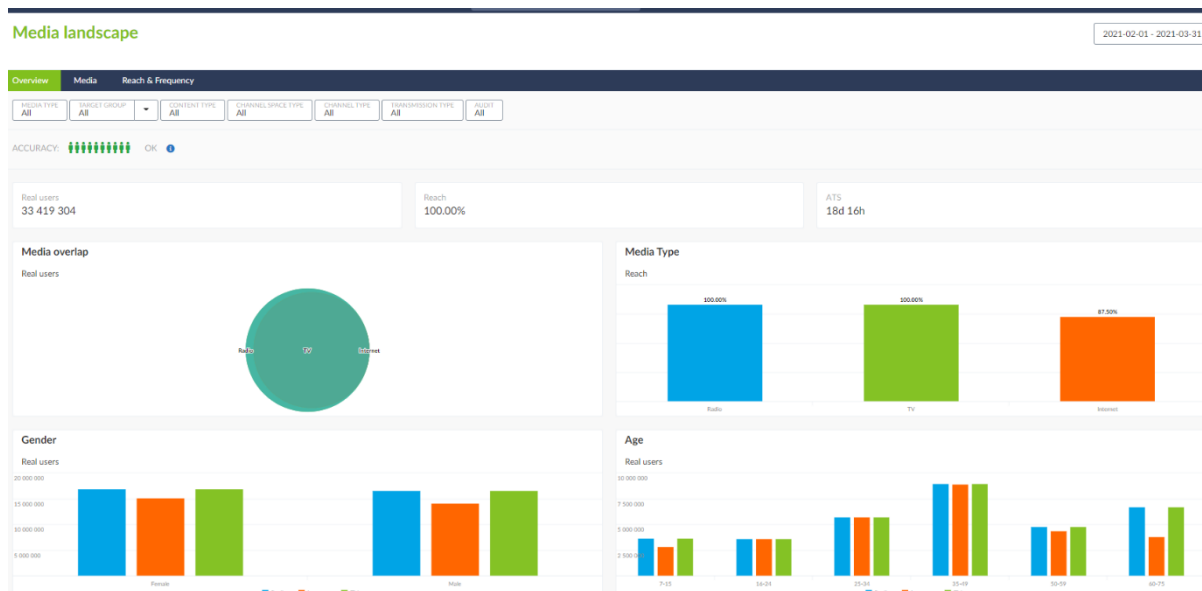 Media landscape
2021-02-01 - 2021-03-31
Overview Media Reach & Frequency
MEDIA TYPE TARGET GROUP CONTENT TYPE CHANNEL SPACE TYPE CHANNEL TYPE TRANSMISSION TYPE AUDIT
All All All All All All All
ACCURACY: OK
Real users Reach ATS
33 419 304 100.00% 18d 16h
Media overlap
Real users
Radio TV Internet
Media Type
Reach
100.00% 100.00% 87.50%
Radio TV Internet
Gender
Real users
20 000 000
15 000 000
10 000 000
5 000 000
Female Male
Age
Real users
10 000 000
7 500 000
5 000 000
2 500
7-15 16-24 25-34 35-49 50-59 60-75